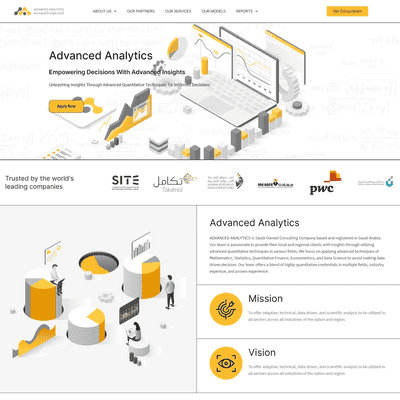 ADVANCED ANALYTICS
ABOUT US
OUR PARTNERS
OUR SERVICES
OUR MODELS
REPORTS
Get Consultation
Advanced Analytics
Empowering Decisions With Advanced Insights
Unleashing Insights Through Advanced Quantitative Techniques for Informed Decisions
Apply Now
Trusted by the world's
leading companies
SITE
تكامل
Takamol
pwc
Advanced Analytics
ADVANCED ANALYTICS is Saudi Owned Consulting Company based and registered in Saudi Arabia.
Our team is passionate to provide their local and regional clients with insights through utilizing
advanced quantitative techniques in various fields. We focus on applying advanced techniques of
Mathematics, Statistics, Quantitative Finance, Econometrics, and Data Science to assist making data
driven decision. Our team offers a blend of highly quantitative credentials in multiple fields, industry
expertise, and proven experience.
Mission
To offer adaptive, technical, data driven, and scientific analysis to be utilized in
all sectors across all industries of the nation and region.
Vision
To offer adaptive, technical, data driven, and scientific analysis to be utilized in
all sectors across all industries of the nation and region.